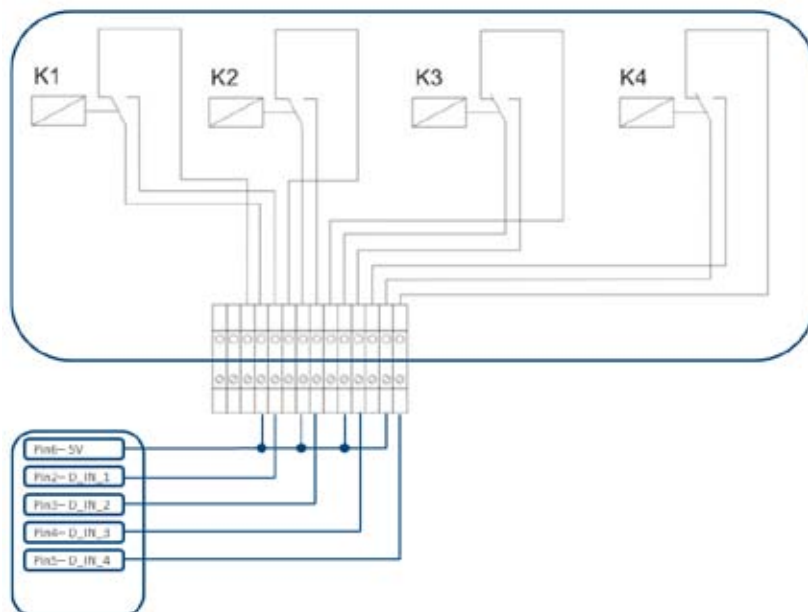 K1 K2 K3 K4
Pin6- 5V
Pin2- D_IN_1
Pin3- D_IN_2
Pin4- D_IN_3
Pin5- D_IN_4